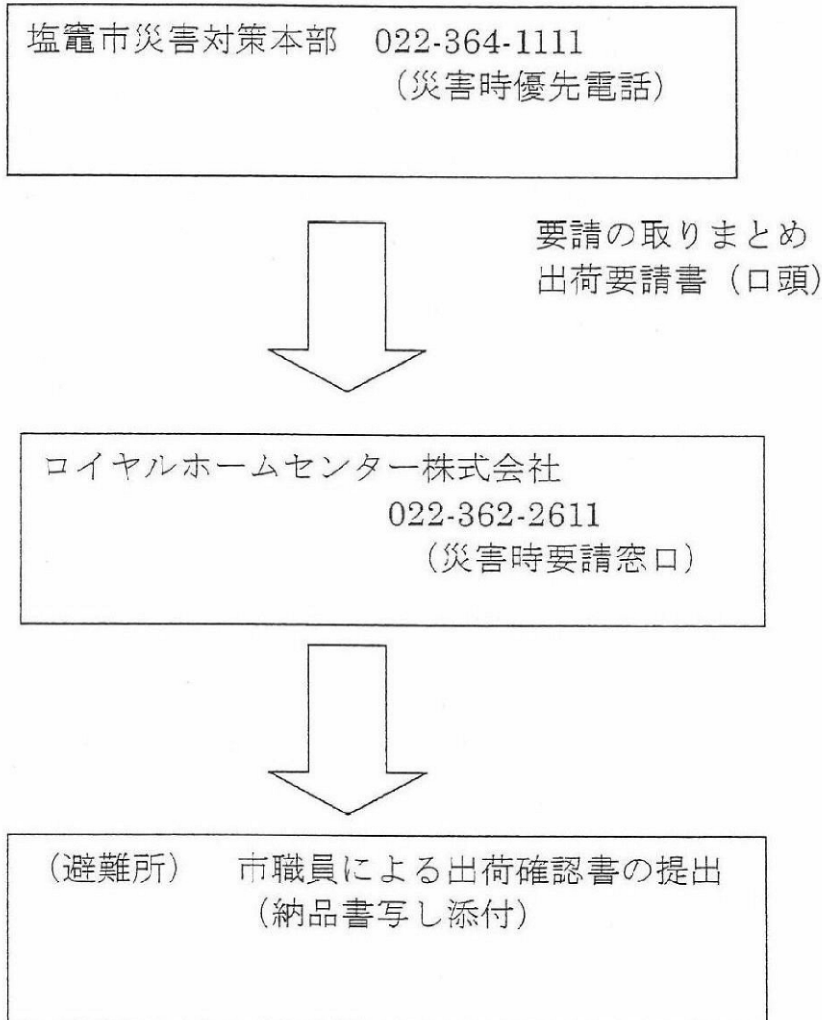 塩竈市災害対策本部　022-364-1111
（災害時優先電話）
要請の取りまとめ
出荷要請書（口頭）
ロイヤルホームセンター株式会社
022-362-2611
（災害時要請窓口）
（避難所）　市職員による出荷確認書の提出
（納品書写し添付）